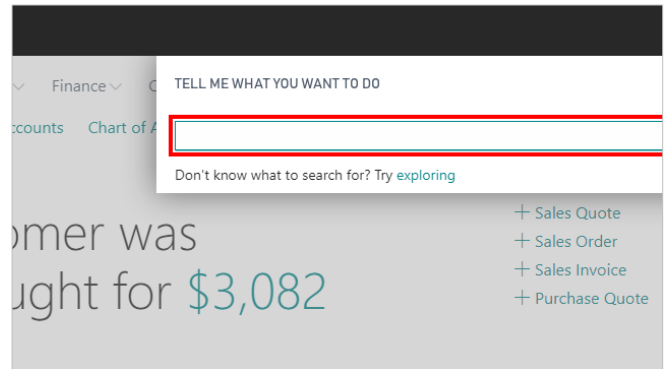 TELL ME WHAT YOU WANT TO DO
Finance
Chart of
Don't know what to search for? Try exploring
omer was
ught for $3,082
+ Sales Quote
+ Sales Order
+ Sales Invoice
+ Purchase Quote